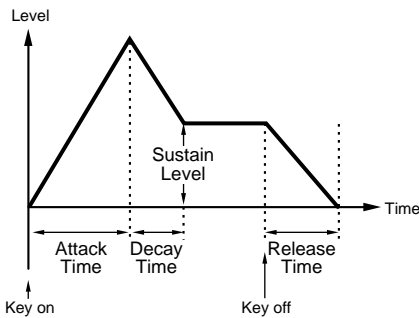 Level
Sustain
Level
Time
Attack
Time
Decay
Time
Release
Time
Key on
Key off